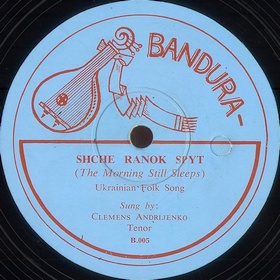 BANDURA
SHCHE RANOK SPYT
(The Morning Still Sleeps)
Ukrainian Folk Song
Sung by:
CLEMENS ANDRIJENKO
Tenor
B.005